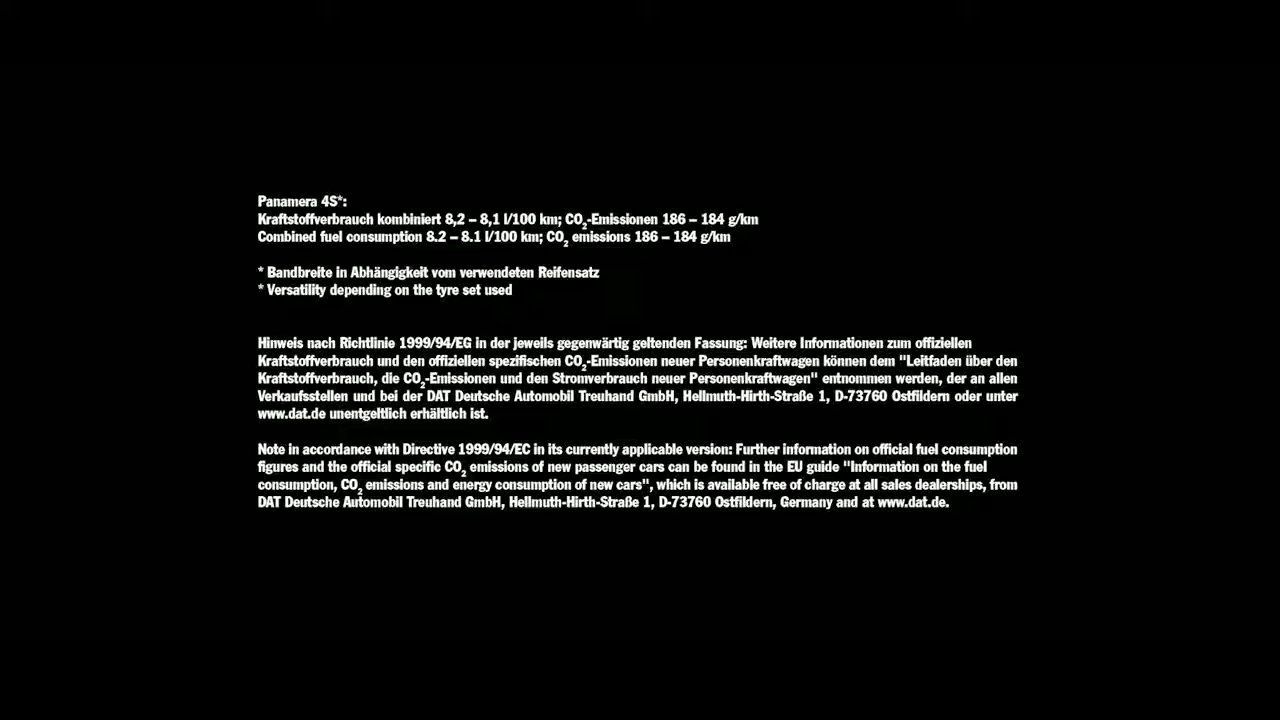 Panamera 4S*:
Kraftstoffverbrauch kombiniert 8,2 – 8,1 l/100 km; CO₂-Emissionen 186 – 184 g/km
Combined fuel consumption 8.2 – 8.1 l/100 km; CO₂ emissions 186 – 184 g/km
* Bandbreite in Abhängigkeit vom verwendeten Reifensatz
* Versatility depending on the tyre set used
Hinweis nach Richtlinie 1999/94/EG in der jeweils gegenwärtig geltenden Fassung: Weitere Informationen zum offiziellen
Kraftstoffverbrauch und den offiziellen spezifischen CO₂-Emissionen neuer Personenkraftwagen können dem "Leitfaden über den
Kraftstoffverbrauch, die CO₂-Emissionen und den Stromverbrauch neuer Personenkraftwagen" entnommen werden, der an allen
Verkaufsstellen und bei der DAT Deutsche Automobil Treuhand GmbH, Hellmuth-Hirth-Straße 1, D-73760 Ostfildern oder unter
www.dat.de unentgeltlich erhältlich ist.
Note in accordance with Directive 1999/94/EC in its currently applicable version: Further information on official fuel consumption
figures and the official specific CO₂ emissions of new passenger cars can be found in the EU guide "Information on the fuel
consumption, CO₂ emissions and energy consumption of new cars", which is available free of charge at all sales dealerships, from
DAT Deutsche Automobil Treuhand GmbH, Hellmuth-Hirth-Straße 1, D-73760 Ostfildern, Germany and at www.dat.de.